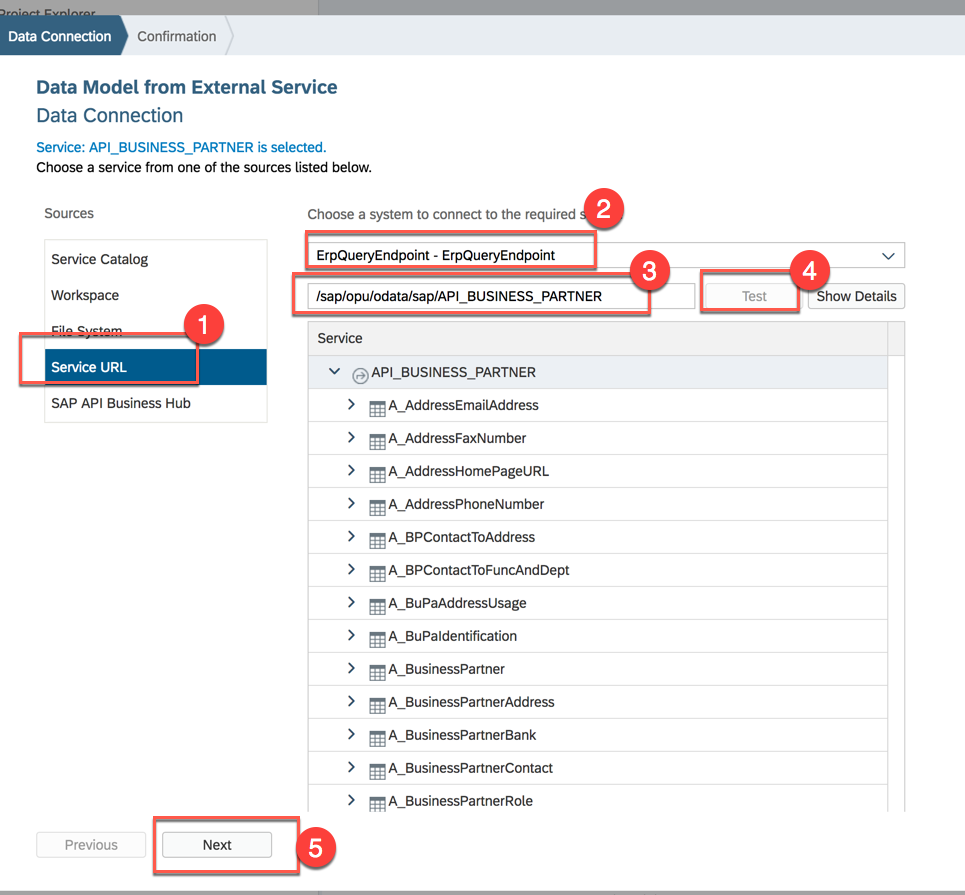 Project Explorer
Data Connection
Confirmation
Data Model from External Service
Data Connection
Service: API_BUSINESS_PARTNER is selected.
Choose a service from one of the sources listed below.
Sources
Service Catalog
Workspace
File System
1
Service URL
SAP API Business Hub
Choose a system to connect to the required s
2
ErpQueryEndpoint - ErpQueryEndpoint
3
/sap/opu/odata/sap/API_BUSINESS_PARTNER
4
Test
Show Details
Service
API_BUSINESS_PARTNER
A_AddressEmailAddress
A_AddressFaxNumber
A_AddressHomePageURL
A_AddressPhoneNumber
A_BPContactToAddress
A_BPContactToFuncAndDept
A_BuPaAddressUsage
A_BuPaIdentification
A_BusinessPartner
A_BusinessPartnerAddress
A_BusinessPartnerBank
A_BusinessPartnerContact
A_BusinessPartnerRole
Previous
Next
5